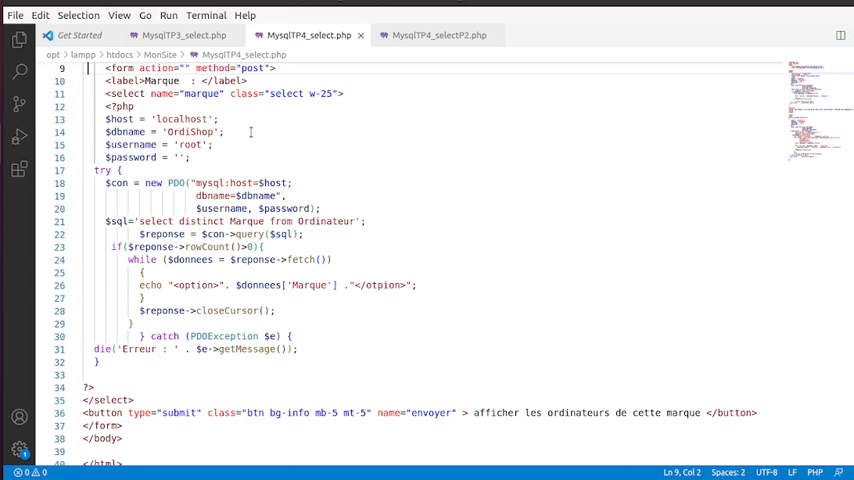 File Edit Selection View Go Run Terminal Help
Get Started MysqlTP3_select.php MysqlTP4_select.php MysqlTP4_selectP2.php
opt > lampp > htdocs > MonSite > MysqlTP4_select.php
9 <form action="" method="post">
10 <label>Marque : </label>
11 <select name="marque" class="select w-25">
12 <?php
13 $host = 'localhost';
14 $dbname = 'OrdiShop';
15 $username = 'root';
16 $password = '';
17 try {
18 $con = new PDO("mysql:host=$host;
19 dbname=$dbname",
20 $username, $password);
21 $sql='select distinct Marque from Ordinateur';
22 $reponse = $con->query($sql);
23 if($reponse->rowCount()>0){
24 while ($donnees = $reponse->fetch())
25 {
26 echo "<option>". $donnees['Marque'] ."</otpion>";
27 }
28 $reponse->closeCursor();
29 }
30 } catch (PDOException $e) {
31 die('Erreur : ' . $e->getMessage());
32 }
33
34 ?>
35 </select>
36 <button type="submit" class="btn bg-info mb-5 mt-5" name="envoyer" > afficher les ordinateurs de cette marque </button>
37 </form>
38 </body>
39
40 </html>
0 0 Ln 9, Col 2 Spaces: 2 UTF-8 LF PHP